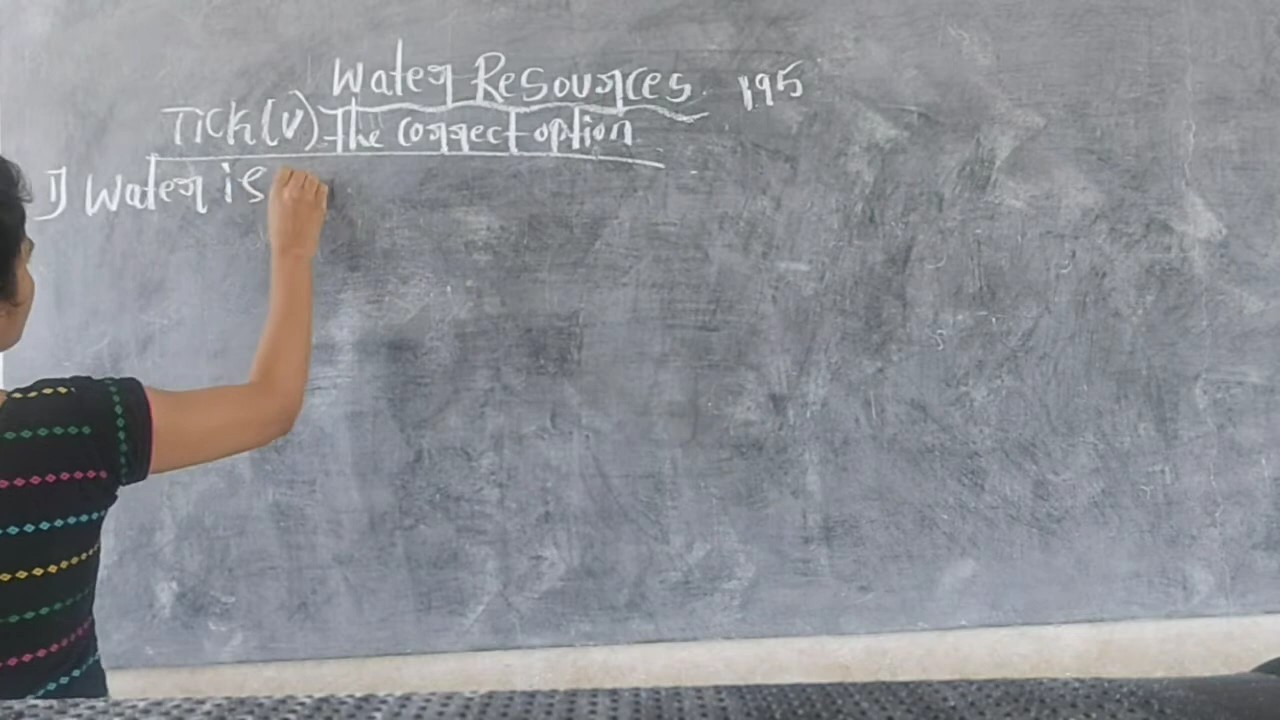 Water Resources. 195
Tick (✓) The correct option
1) Water is